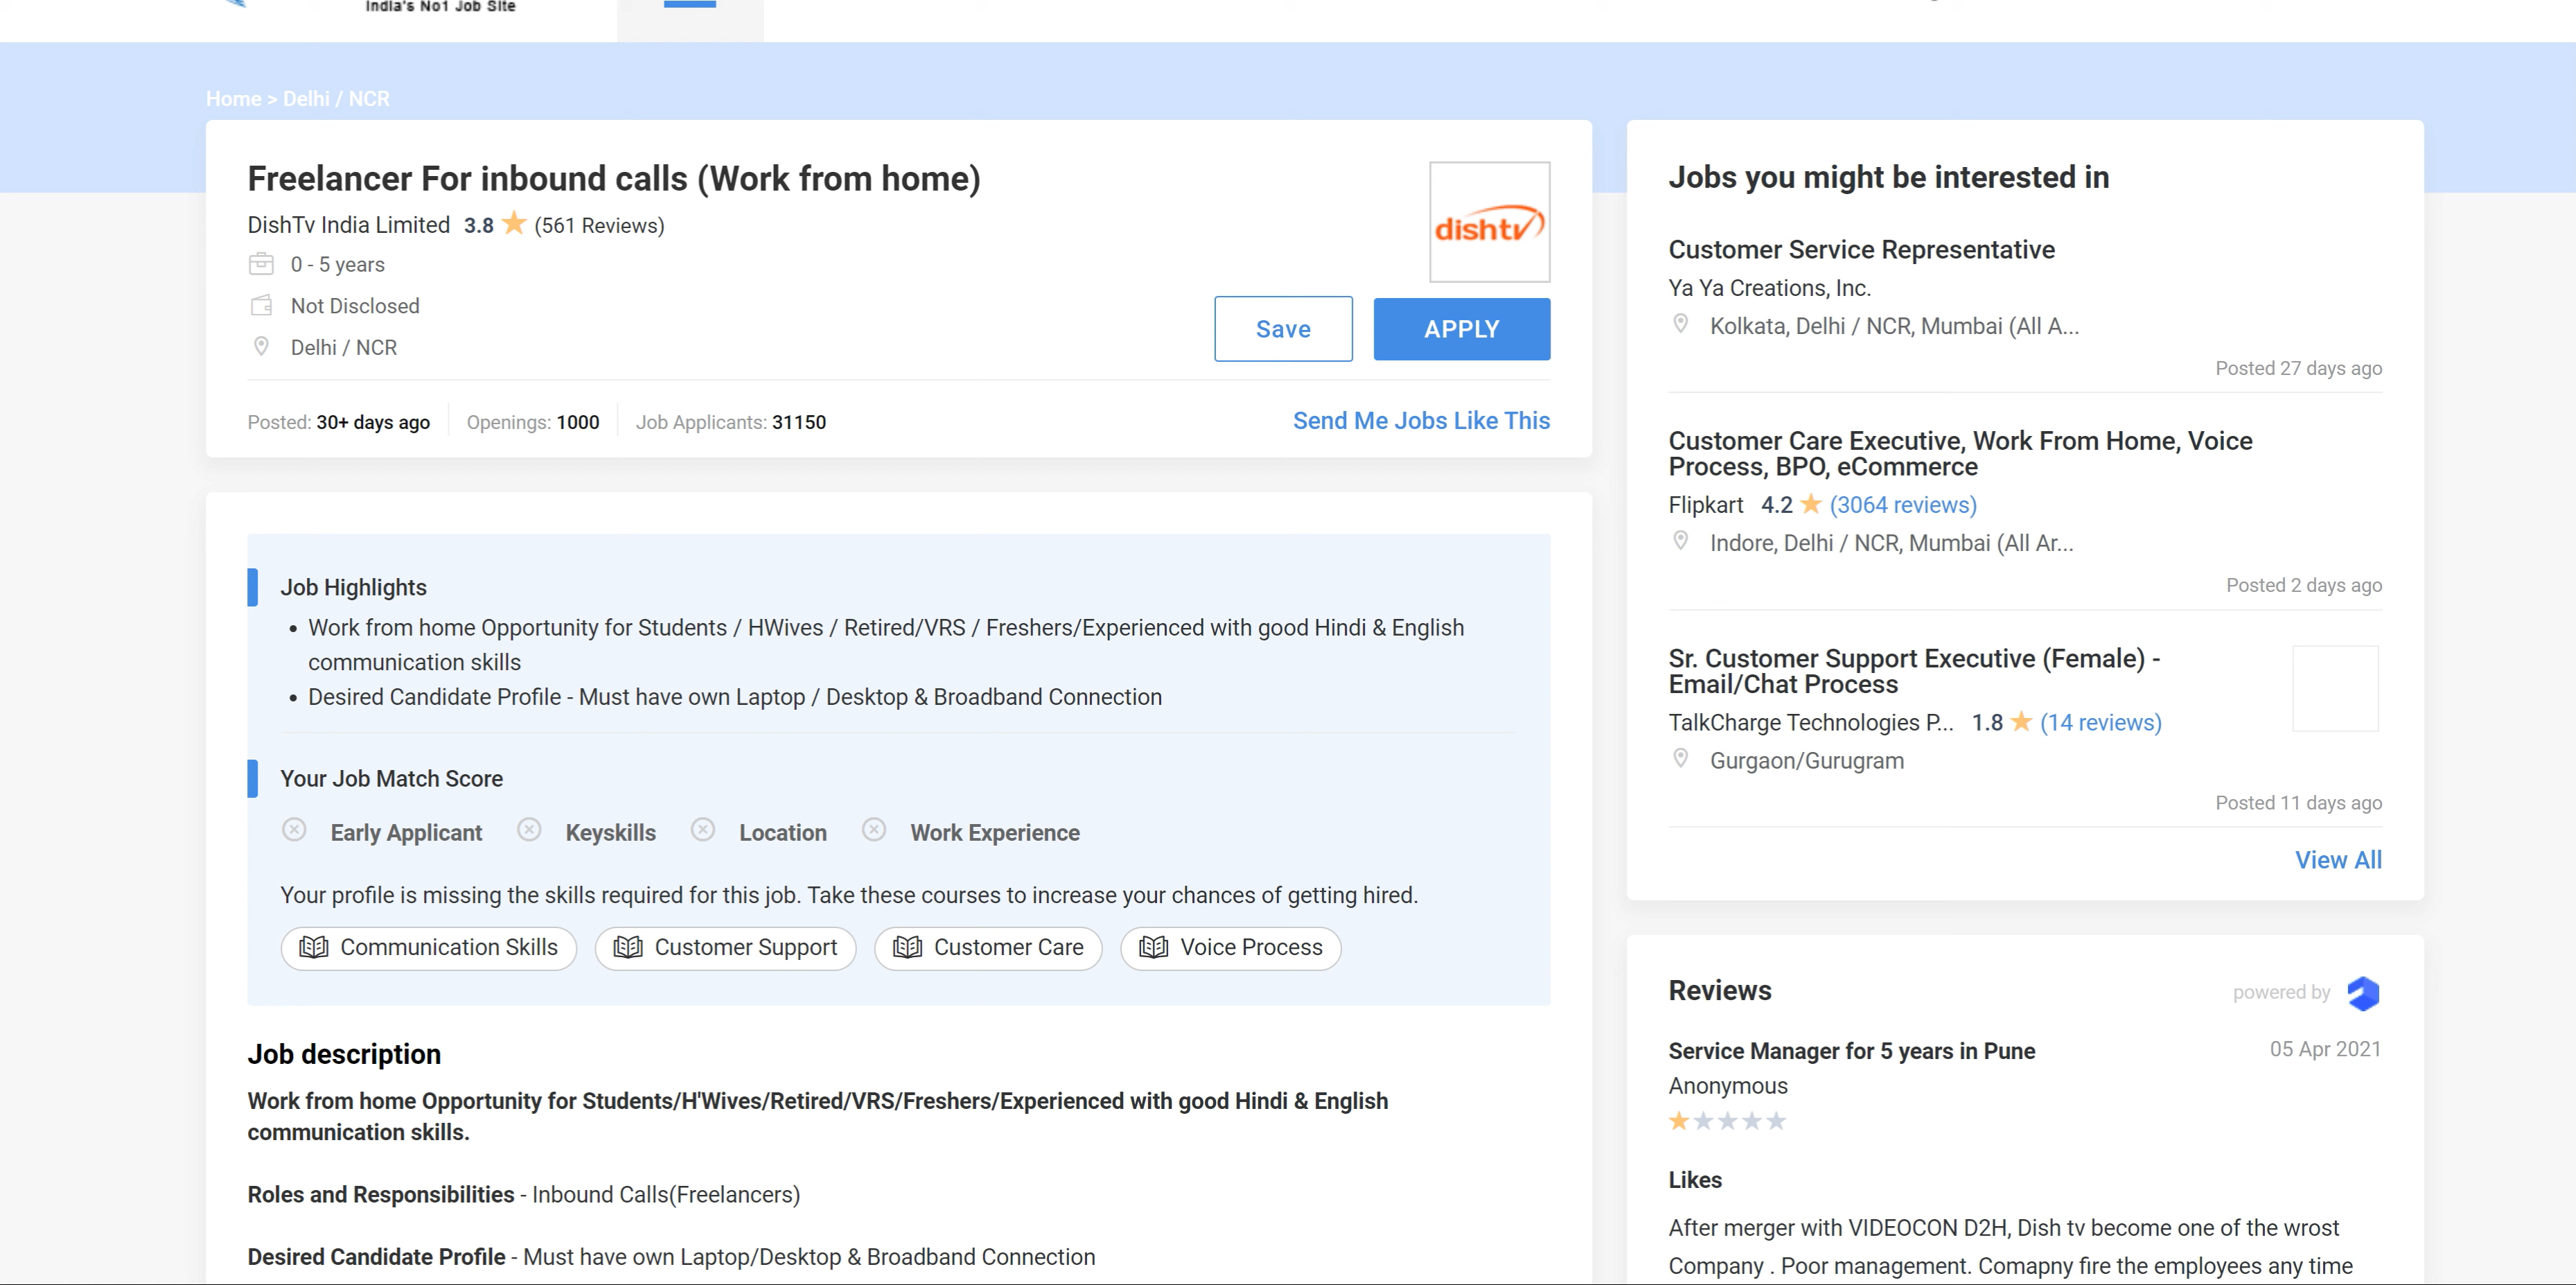 India's No1 Job Site
Home > Delhi / NCR
Freelancer For inbound calls (Work from home)
DishTv India Limited 3.8 (561 Reviews)
0 - 5 years
Not Disclosed
Delhi / NCR
dishtv
Save
APPLY
Posted: 30+ days ago
Openings: 1000
Job Applicants: 31150
Send Me Jobs Like This
Job Highlights
• Work from home Opportunity for Students / HWives / Retired/VRS / Freshers/Experienced with good Hindi & English
communication skills
• Desired Candidate Profile - Must have own Laptop / Desktop & Broadband Connection
Your Job Match Score
Early Applicant
Keyskills
Location
Work Experience
Your profile is missing the skills required for this job. Take these courses to increase your chances of getting hired.
Communication Skills
Customer Support
Customer Care
Voice Process
Job description
Work from home Opportunity for Students/H'Wives/Retired/VRS/Freshers/Experienced with good Hindi & English
communication skills.
Roles and Responsibilities - Inbound Calls(Freelancers)
Desired Candidate Profile - Must have own Laptop/Desktop & Broadband Connection
Jobs you might be interested in
Customer Service Representative
Ya Ya Creations, Inc.
Kolkata, Delhi / NCR, Mumbai (All A...
Posted 27 days ago
Customer Care Executive, Work From Home, Voice
Process, BPO, eCommerce
Flipkart 4.2 (3064 reviews)
Indore, Delhi / NCR, Mumbai (All Ar...
Posted 2 days ago
Sr. Customer Support Executive (Female) -
Email/Chat Process
TalkCharge Technologies P... 1.8 (14 reviews)
Gurgaon/Gurugram
Posted 11 days ago
View All
Reviews
powered by
Service Manager for 5 years in Pune
05 Apr 2021
Anonymous
Likes
After merger with VIDEOCON D2H, Dish tv become one of the wrost
Company . Poor management. Comapny fire the employees any time